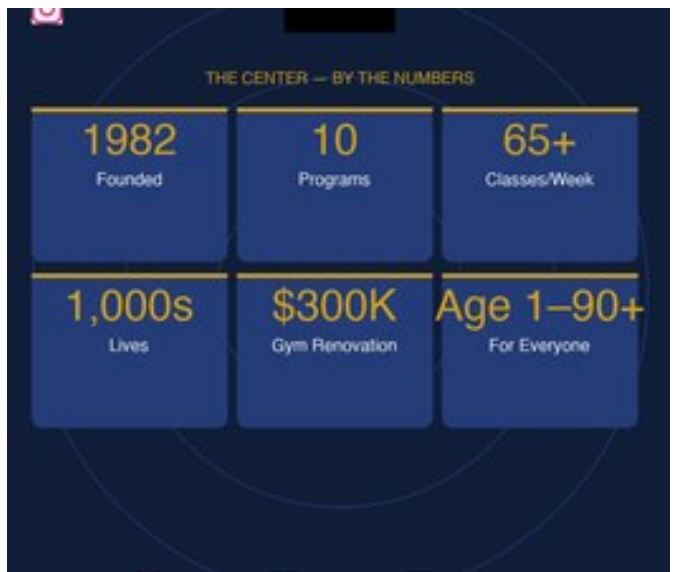 THE CENTER — BY THE NUMBERS
1982
Founded
10
Programs
65+
Classes/Week
1,000s
Lives
$300K
Gym Renovation
Age 1–90+
For Everyone